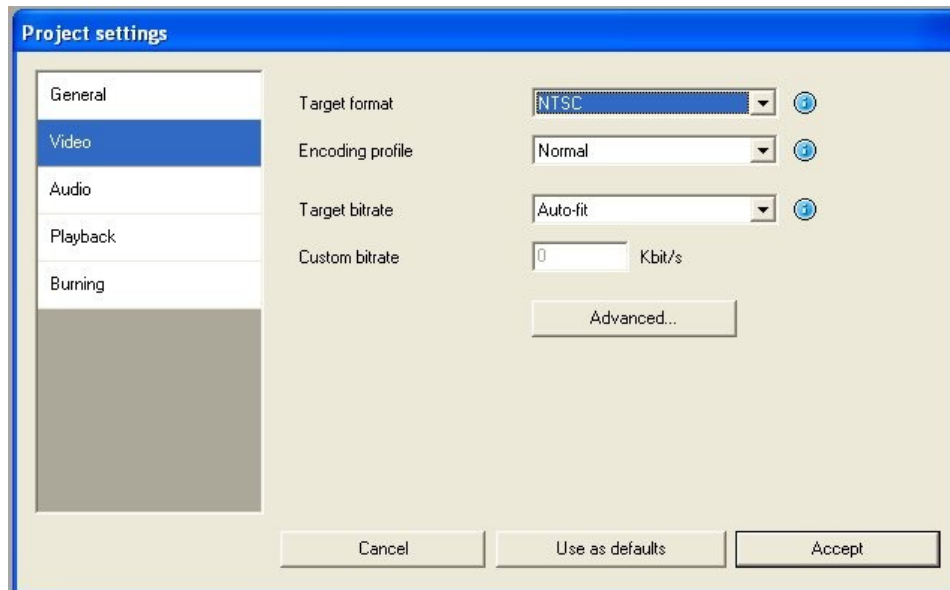 Project settings
General
Video
Audio
Playback
Burning
Target format NTSC
Encoding profile Normal
Target bitrate Auto-fit
Custom bitrate 0 Kbit/s
Advanced...
Cancel Use as defaults Accept